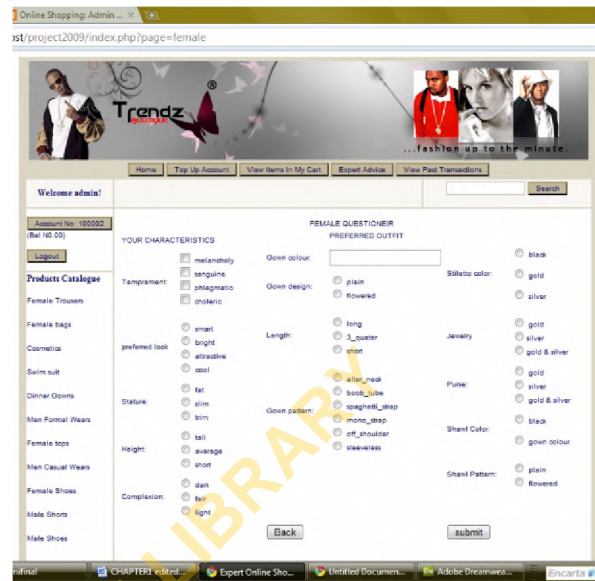 Online Shopping: Admin ...
ost/project2009/index.php?page=female
Trendz
BOUTIQUE
®
...fashion up to the minute.
Home
Top Up Account
View Items In My Cart
Expert Advice
View Past Transactions
Welcome admin!
Search
Account No: 100002
(Bal N0.00)
Logout
Products Catalogue
Female Trousers
Female bags
Cosmetics
Swim suit
Dinner Gowns
Men Formal Wears
Female tops
Men Casual Wears
Female Shoes
Male Shorts
Male Shoes
FEMALE QUESTIONEIR
YOUR CHARACTERISTICS
Temprament:
melancholy
sanguine
phlegmatic
choleric
preferred look
smart
bright
attractive
cool
Stature:
fat
slim
trim
Height:
tall
avarage
short
Complexion:
dark
fair
light
PREFERRED OUTFIT
Gown colour:
Gown design:
plain
flowered
Length:
long
3_quater
short
Gown pattern:
alter_neck
boob_tube
spaghetti_strap
mono_strap
off_shoulder
sleeveless
Stiletto color:
black
gold
silver
Jewelry
gold
silver
gold & silver
Purse:
gold
silver
gold & silver
Shawl Color:
black
gown colour
Shawl Pattern:
plain
flowered
Back
submit
LIBRARY
CHAPTER1 edited...
Expert Online Sho...
Untitled Documen...
Adobe Dreamwea...
Encarta